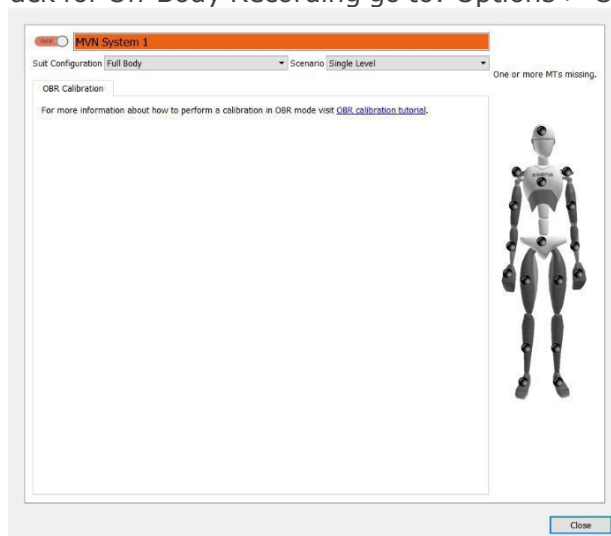 for On-Body Recording go to: Options >
OFF MVN System 1
Suit Configuration Full Body Scenario Single Level
One or more MTs missing.
OBR Calibration
For more information about how to perform a calibration in OBR mode visit OBR calibration tutorial.
xsens
Close